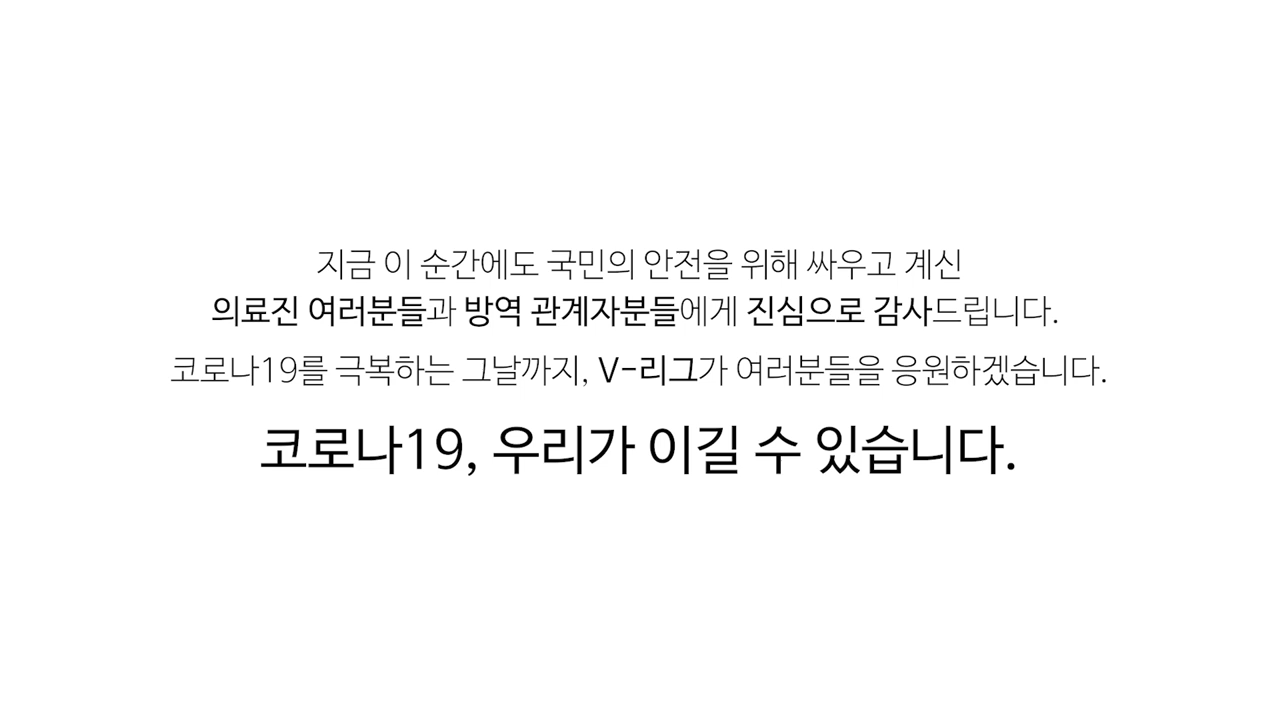 지금 이 순간에도 국민의 안전을 위해 싸우고 계신
의료진 여러분들과 방역 관계자분들에게 진심으로 감사드립니다.
코로나19를 극복하는 그날까지, V-리그가 여러분들을 응원하겠습니다.
코로나19, 우리가 이길 수 있습니다.